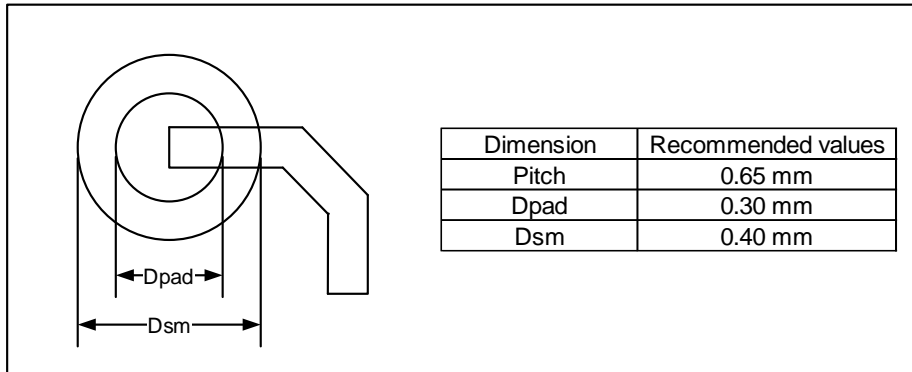 Dimension Recommended values
Pitch 0.65 mm
Dpad 0.30 mm
Dsm 0.40 mm
Dpad
Dsm